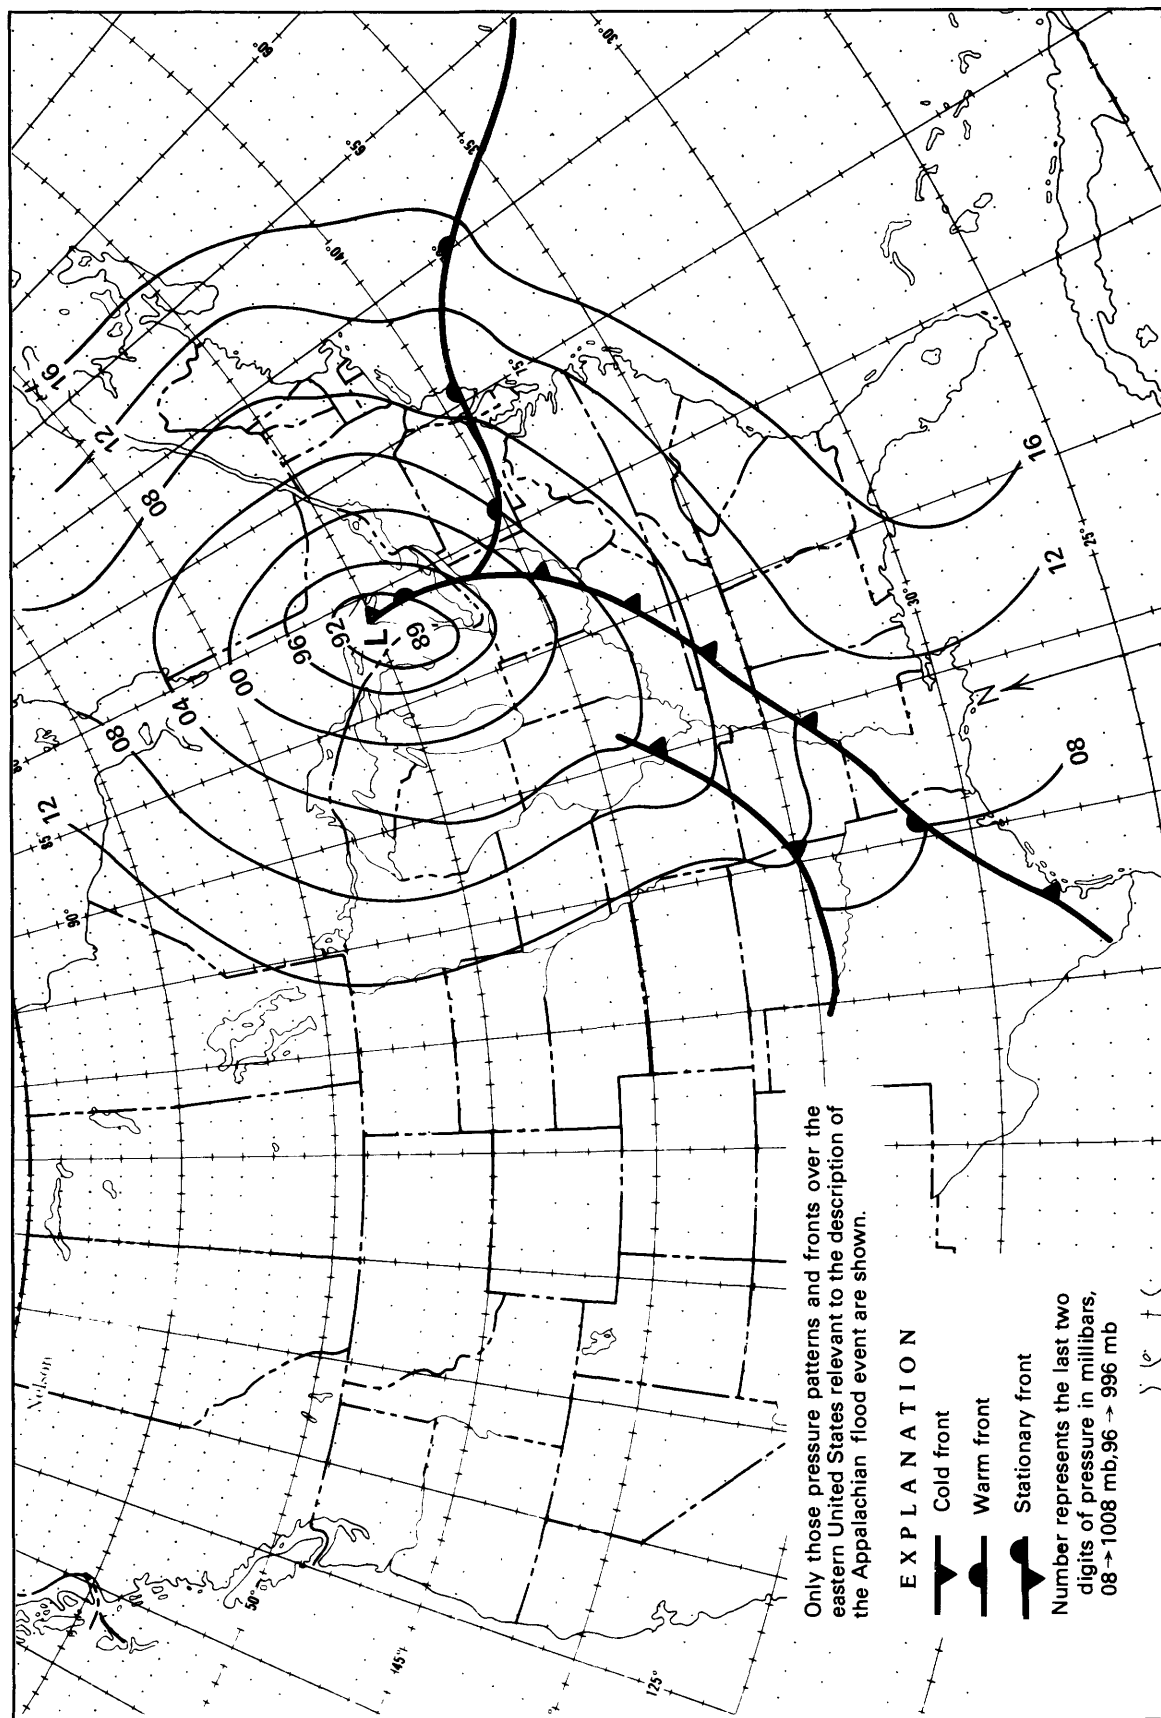 60°
30°
65°
35°
40°
16
12
08
75°
96
92
L
89
00
04
08
12
85°
90°
16
12
25°
30°
N
08
Nelson
50°
45°
125°
Only those pressure patterns and fronts over the
eastern United States relevant to the description of
the Appalachian flood event are shown.
EXPLANATION
Cold front
Warm front
Stationary front
Number represents the last two
digits of pressure in millibars,
08→1008 mb,96 → 996 mb